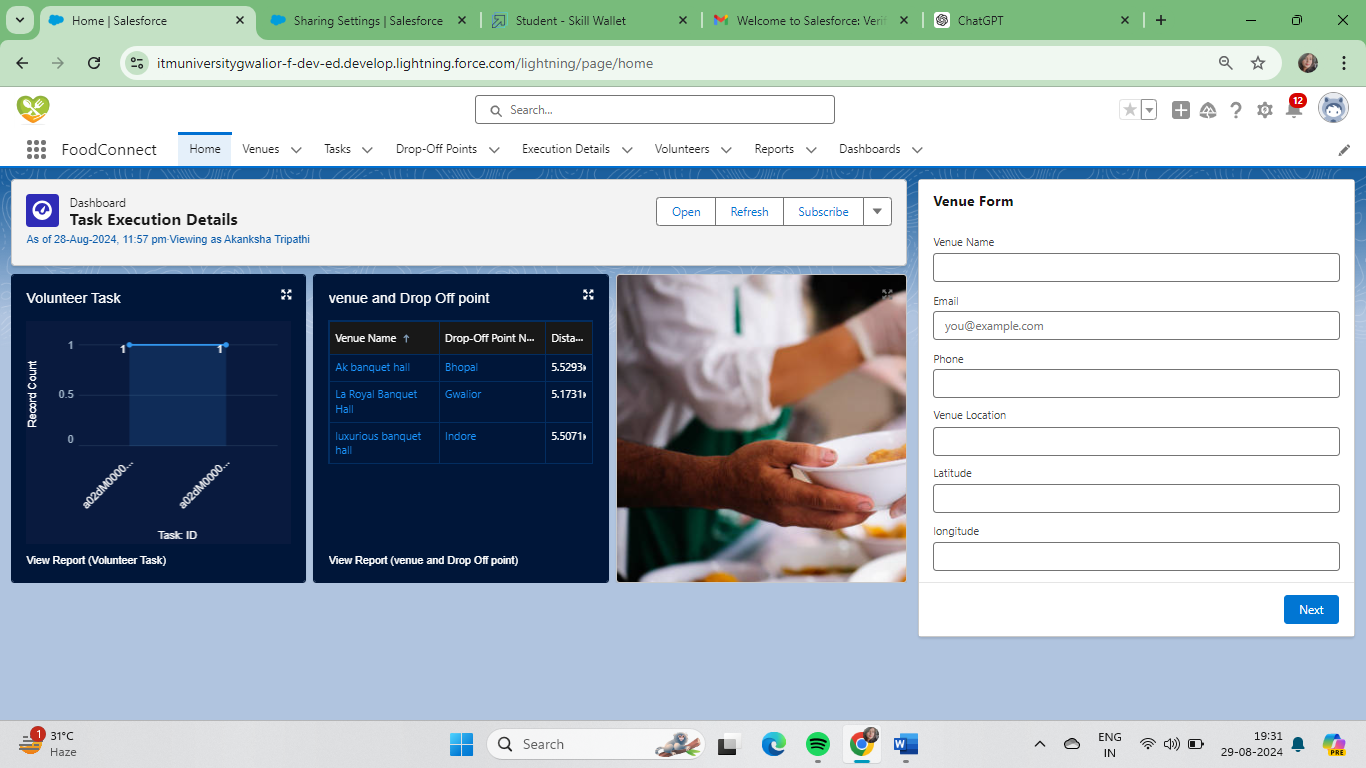 Home | Salesforce
Sharing Settings | Salesforce
Student - Skill Wallet
Welcome to Salesforce: Verif
ChatGPT
itmuniversitygwalior-f-dev-ed.develop.lightning.force.com/lightning/page/home
Search...
12
FoodConnect
Home
Venues
Tasks
Drop-Off Points
Execution Details
Volunteers
Reports
Dashboards
Dashboard
Task Execution Details
As of 28-Aug-2024, 11:57 pm·Viewing as Akanksha Tripathi
Open
Refresh
Subscribe
Volunteer Task
1
0.5
0
1
1
Record Count
a02dM0000...
a02dM0000...
Task: ID
View Report (Volunteer Task)
venue and Drop Off point
Venue Name ↑ Drop-Off Point N... Dista...
Ak banquet hall Bhopal 5.5293
La Royal Banquet Hall Gwalior 5.1731
luxurious banquet hall Indore 5.5071
View Report (venue and Drop Off point)
Venue Form
Venue Name
Email
you@example.com
Phone
Venue Location
Latitude
longitude
Next
1
31°C
Haze
Search
ENG
IN
19:31
29-08-2024
PRE